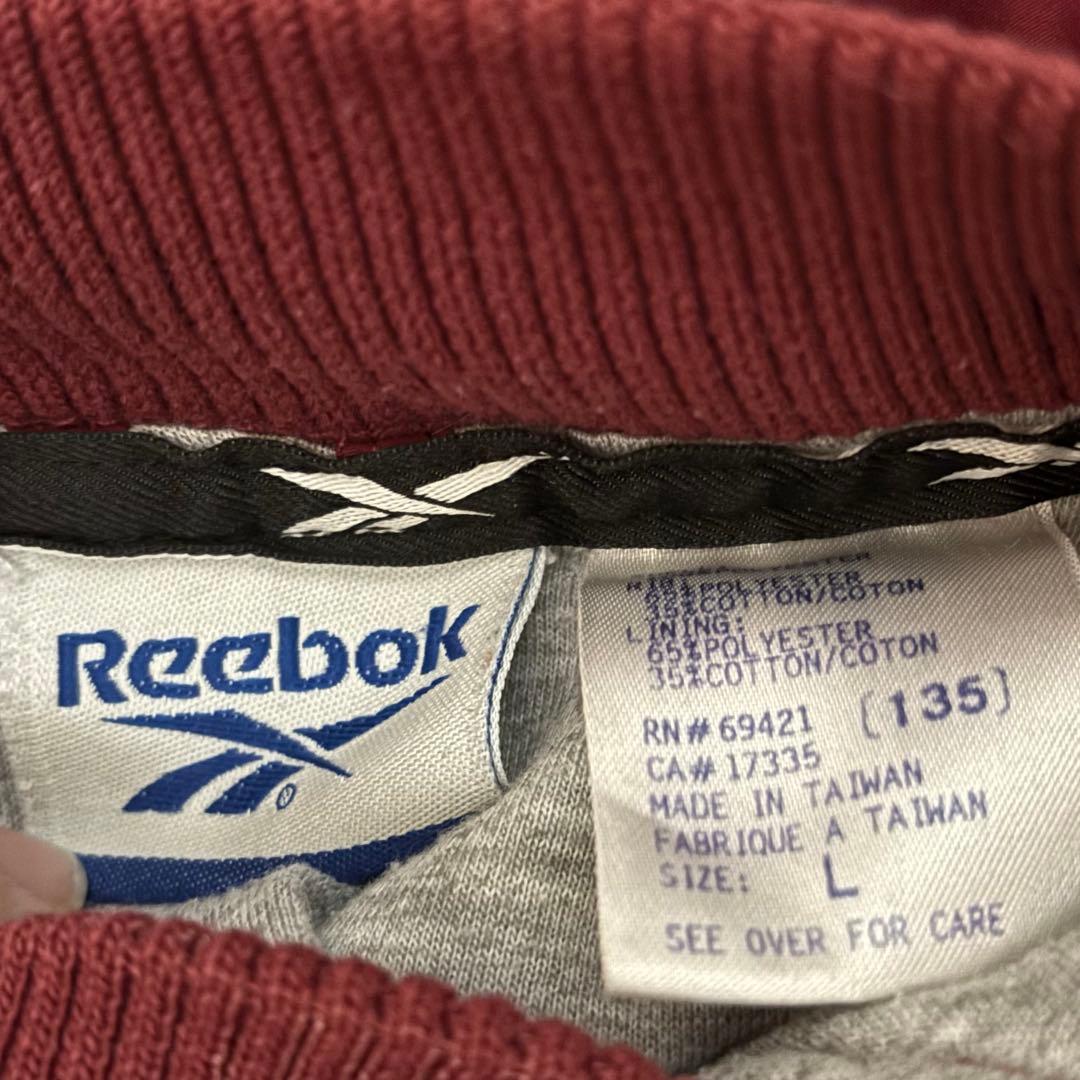 Reebok
65%POLYESTER
35%COTTON/COTON
LINING:
65%POLYESTER
35%COTTON/COTON
RN# 69421 (135)
CA# 17335
MADE IN TAIWAN
FABRIQUE A TAIWAN
SIZE: L
SEE OVER FOR CARE